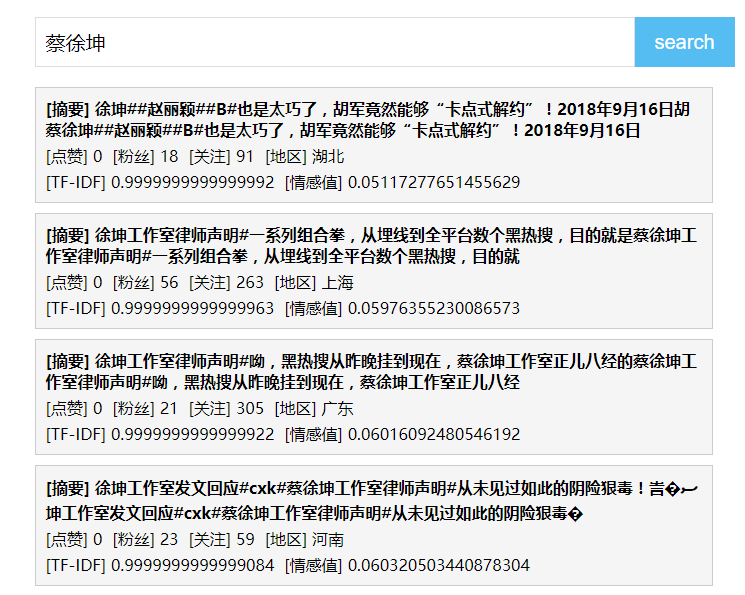 蔡徐坤
search
[摘要] 徐坤##赵丽颖##B#也是太巧了，胡军竟然能够“卡点式解约”！2018年9月16日胡
蔡徐坤##赵丽颖##B#也是太巧了，胡军竟然能够“卡点式解约”！2018年9月16日
[点赞] 0 [粉丝] 18 [关注] 91 [地区] 湖北
[TF-IDF] 0.9999999999999992 [情感值] 0.05117277651455629
[摘要] 徐坤工作室律师声明#一系列组合拳，从埋线到全平台数个黑热搜，目的就是蔡徐坤工
作室律师声明#一系列组合拳，从埋线到全平台数个黑热搜，目的就
[点赞] 0 [粉丝] 56 [关注] 263 [地区] 上海
[TF-IDF] 0.9999999999999963 [情感值] 0.05976355230086573
[摘要] 徐坤工作室律师声明#呦，黑热搜从昨晚挂到现在，蔡徐坤工作室正儿八经的蔡徐坤工
作室律师声明#呦，黑热搜从昨晚挂到现在，蔡徐坤工作室正儿八经
[点赞] 0 [粉丝] 21 [关注] 305 [地区] 广东
[TF-IDF] 0.9999999999999922 [情感值] 0.06016092480546192
[摘要] 徐坤工作室发文回应#cxk#蔡徐坤工作室律师声明#从未见过如此的阴险狠毒！
坤工作室发文回应#cxk#蔡徐坤工作室律师声明#从未见过如此的阴险狠毒�
[点赞] 0 [粉丝] 23 [关注] 59 [地区] 河南
[TF-IDF] 0.9999999999999084 [情感值] 0.060320503440878304